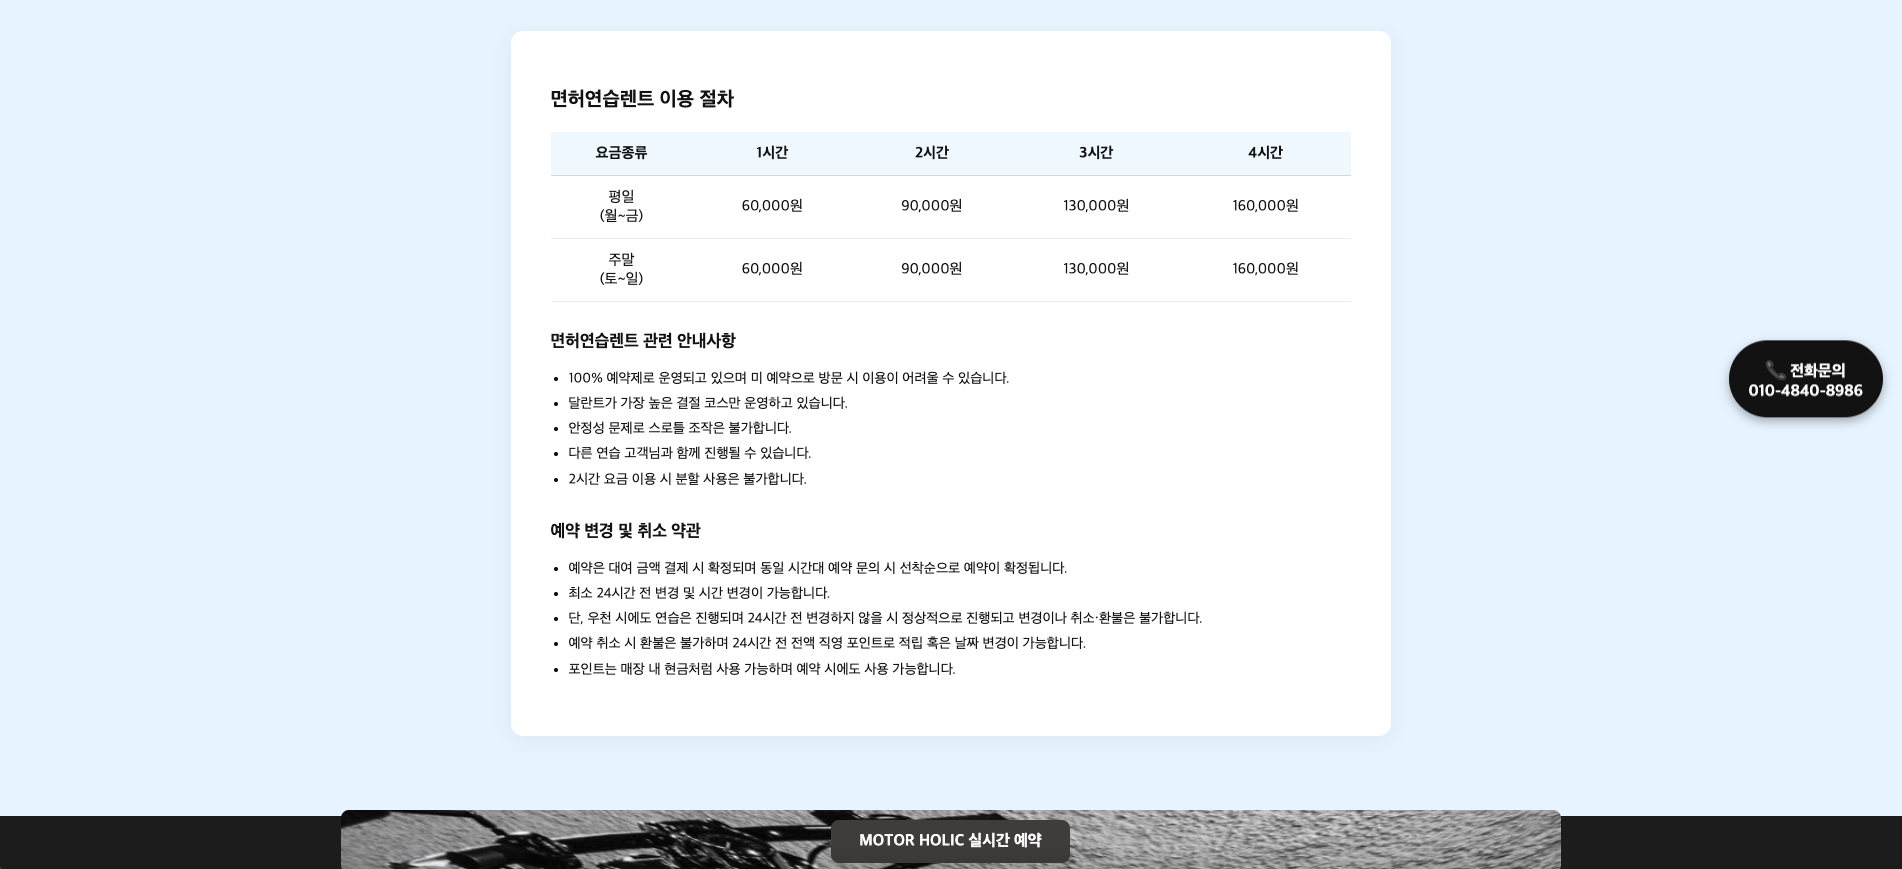 면허연습렌트 이용 절차
요금종류 1시간 2시간 3시간 4시간
평일
(월~금) 60,000원 90,000원 130,000원 160,000원
주말
(토~일) 60,000원 90,000원 130,000원 160,000원
면허연습렌트 관련 안내사항
• 100% 예약제로 운영되고 있으며 미 예약으로 방문 시 이용이 어려울 수 있습니다.
• 달란트가 가장 높은 결절 코스만 운영하고 있습니다.
• 안정성 문제로 스로틀 조작은 불가합니다.
• 다른 연습 고객님과 함께 진행될 수 있습니다.
• 2시간 요금 이용 시 분할 사용은 불가합니다.
예약 변경 및 취소 약관
• 예약은 대여 금액 결제 시 확정되며 동일 시간대 예약 문의 시 선착순으로 예약이 확정됩니다.
• 최소 24시간 전 변경 및 시간 변경이 가능합니다.
• 단, 우천 시에도 연습은 진행되며 24시간 전 변경하지 않을 시 정상적으로 진행되고 변경이나 취소·환불은 불가합니다.
• 예약 취소 시 환불은 불가하며 24시간 전 전액 직영 포인트로 적립 혹은 날짜 변경이 가능합니다.
• 포인트는 매장 내 현금처럼 사용 가능하며 예약 시에도 사용 가능합니다.
📞 전화문의
010-4840-8986
MOTOR HOLIC 실시간 예약